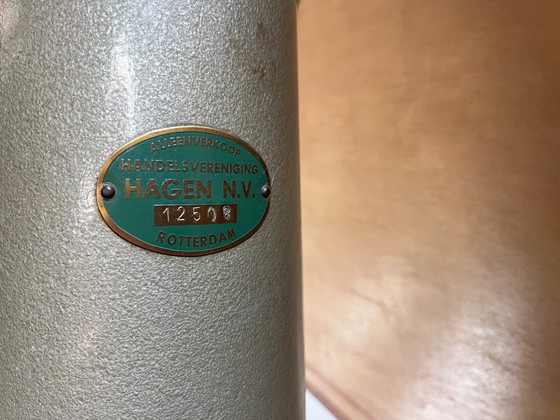 ALLEENVERKOOP
HANDELSVERENIGING
HAGEN N.V.
12508
ROTTERDAM